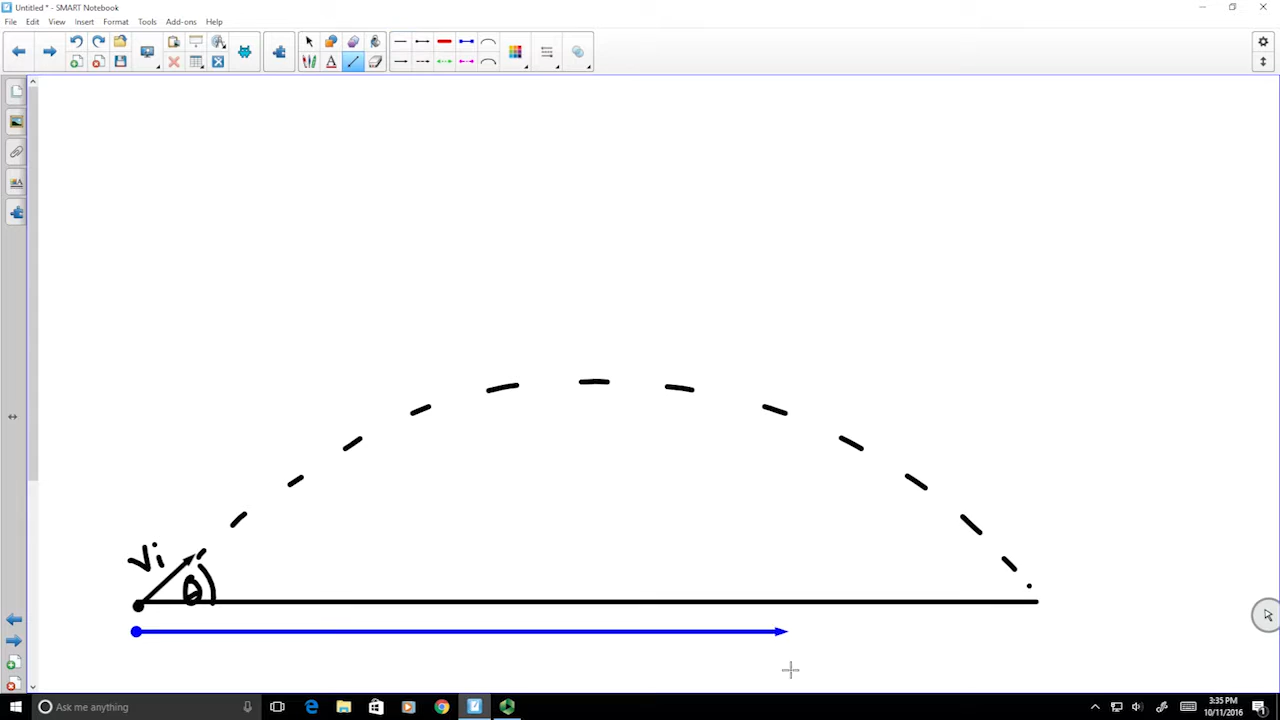 Untitled * - SMART Notebook
File Edit View Insert Format Tools Add-ons Help
Vi
θ
Ask me anything
3:35 PM
10/11/2016